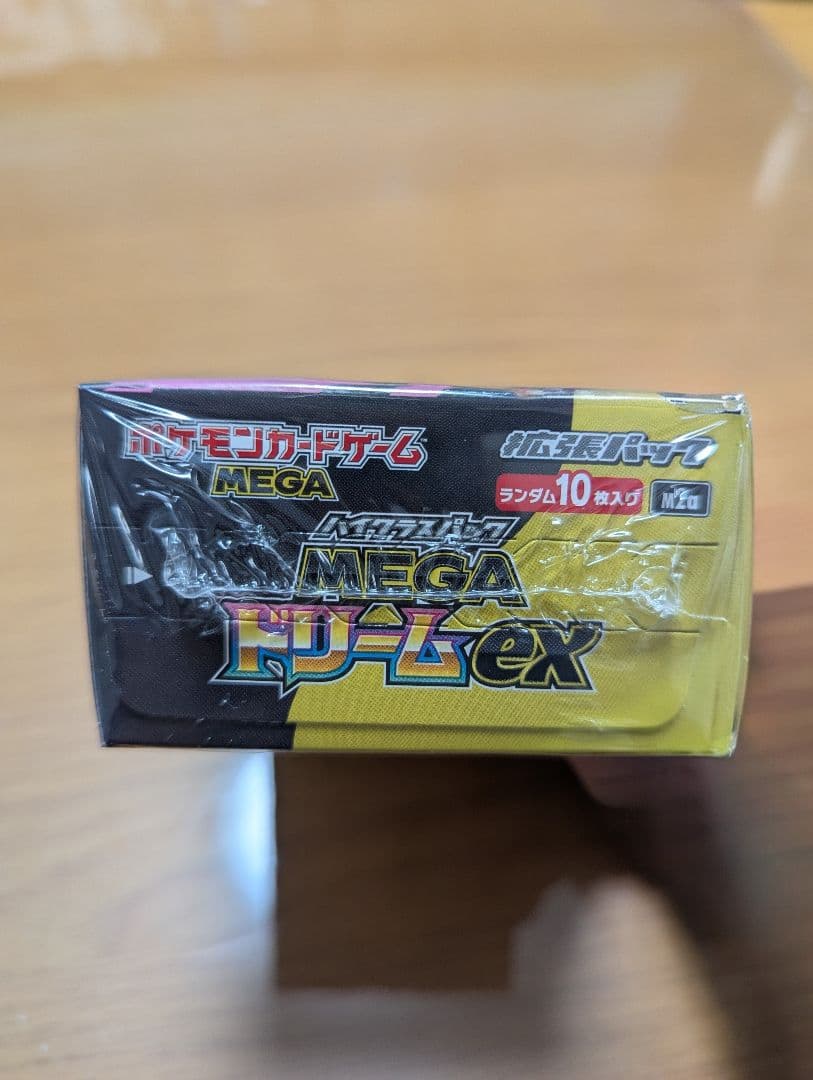 ポケモンカードゲーム™
MEGA
拡張パック
ランダム10枚入り
M2a
ハイクラスパック
MEGA
ドリームex